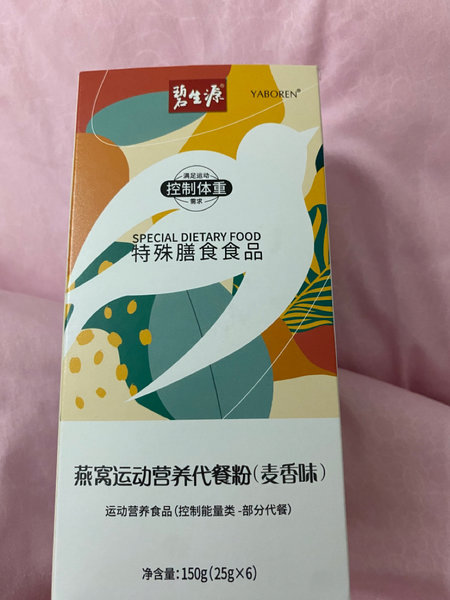 碧生源®
YABOREN®
满足运动
控制体重
需求
SPECIAL DIETARY FOOD
特殊膳食食品
燕窝运动营养代餐粉(麦香味)
运动营养食品(控制能量类-部分代餐)
净含量:150g(25g×6)